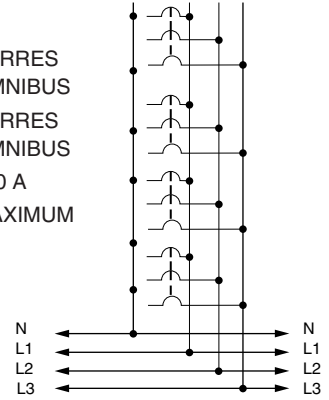 RRES
MNIBUS
RRES
MNIBUS
0 A
AXIMUM
N N
L1 L1
L2 L2
L3 L3